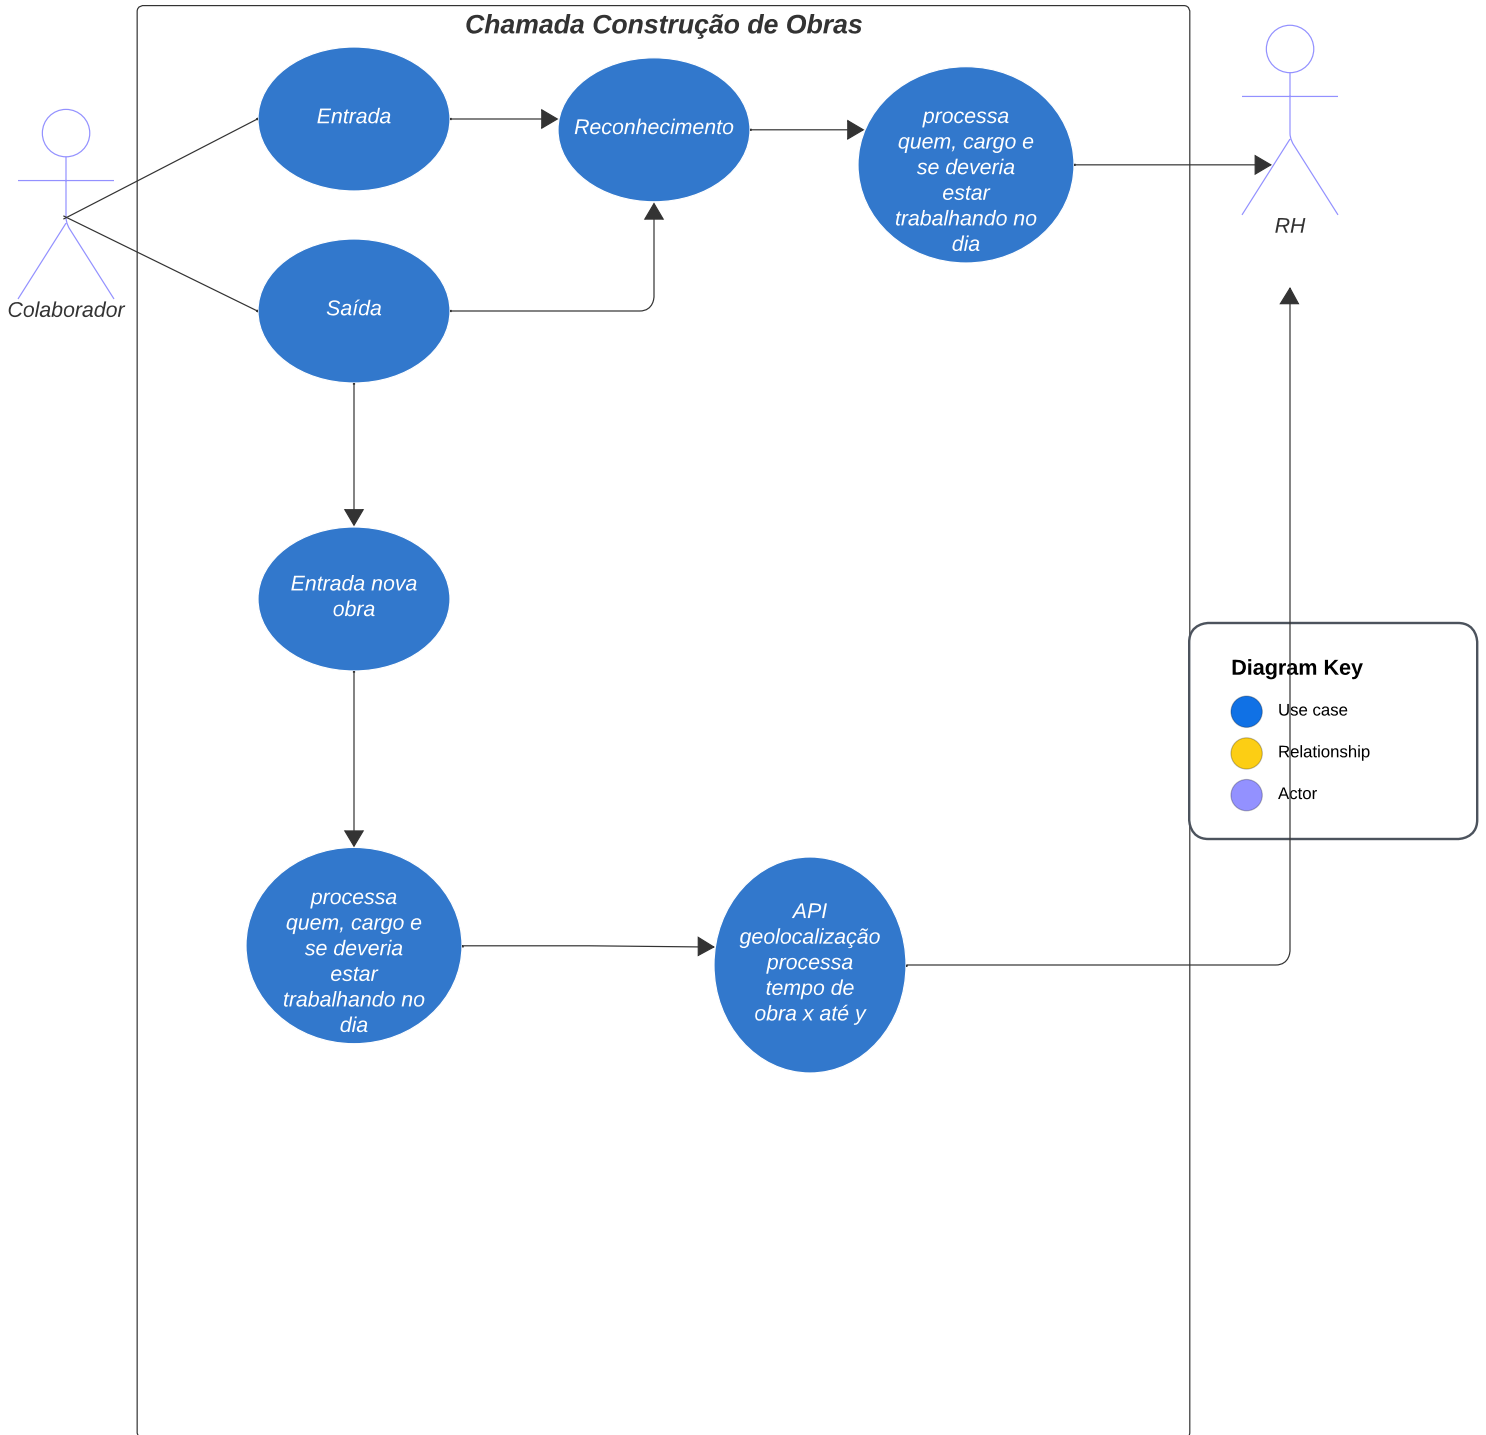 Chamada Construção de Obras
Entrada
Reconhecimento
processa
quem, cargo e
se deveria
estar
trabalhando no
dia
RH
Colaborador
Saída
Entrada nova
obra
Diagram Key
Use case
Relationship
Actor
processa
quem, cargo e
se deveria
estar
trabalhando no
dia
API
geolocalização
processa
tempo de
obra x até y